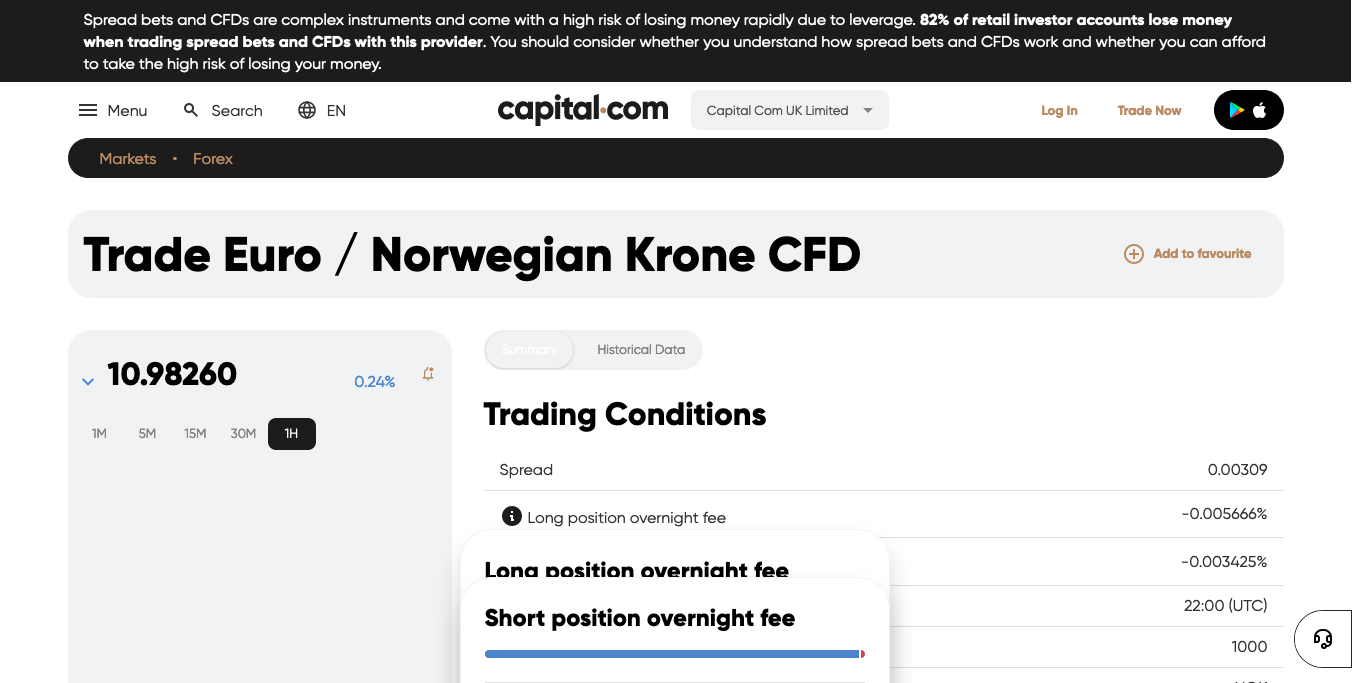 Spread bets and CFDs are complex instruments and come with a high risk of losing money rapidly due to leverage. 82% of retail investor accounts lose money
when trading spread bets and CFDs with this provider. You should consider whether you understand how spread bets and CFDs work and whether you can afford
to take the high risk of losing your money.
Menu Search EN capital.com Capital Com UK Limited Log In Trade Now
Markets • Forex
Trade Euro / Norwegian Krone CFD Add to favourite
10.98260 0.24%
1M 5M 15M 30M 1H
Summary Historical Data
Trading Conditions
Spread 0.00309
Long position overnight fee -0.005666%
Long position overnight fee -0.003425%
Short position overnight fee 22:00 (UTC)
1000